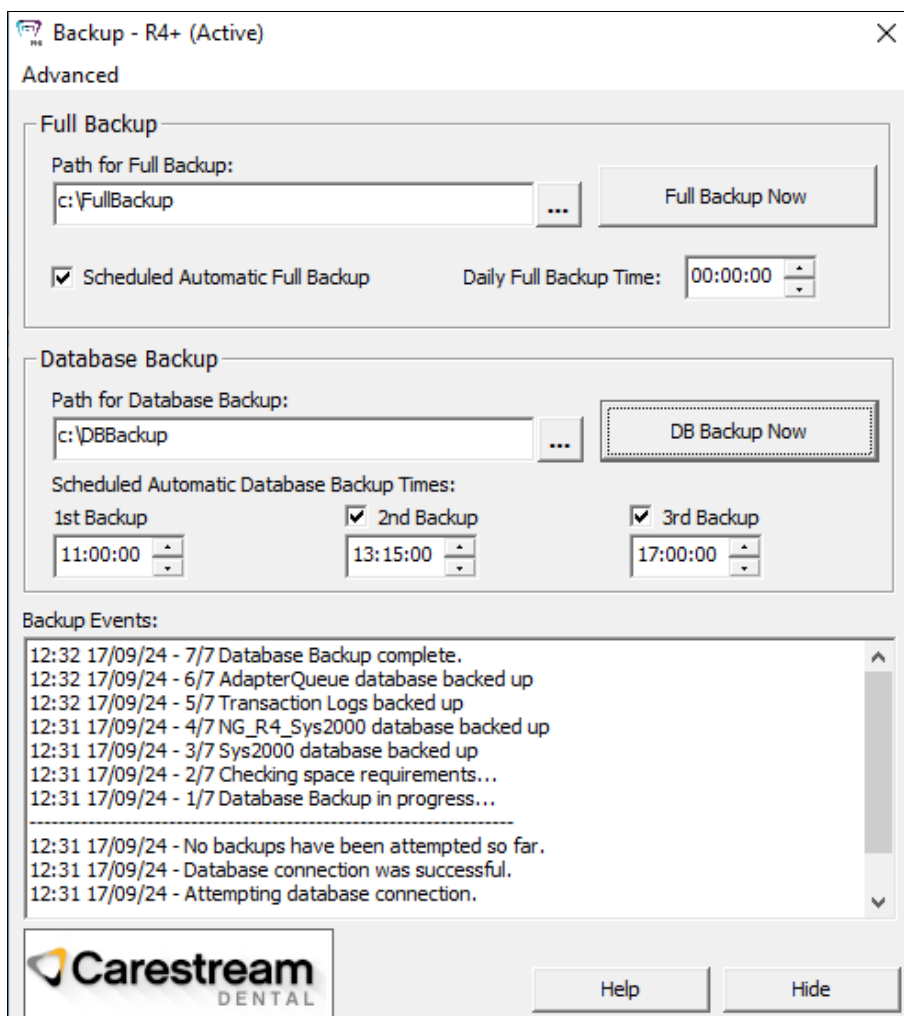 Backup - R4+ (Active)
Advanced
Full Backup
Path for Full Backup:
c:\FullBackup
...
Full Backup Now
Scheduled Automatic Full Backup
Daily Full Backup Time:
00:00:00
Database Backup
Path for Database Backup:
c:\DBBackup
...
DB Backup Now
Scheduled Automatic Database Backup Times:
1st Backup
2nd Backup
3rd Backup
11:00:00
13:15:00
17:00:00
Backup Events:
12:32 17/09/24 - 7/7 Database Backup complete.
12:32 17/09/24 - 6/7 AdapterQueue database backed up
12:32 17/09/24 - 5/7 Transaction Logs backed up
12:31 17/09/24 - 4/7 NG_R4_Sys2000 database backed up
12:31 17/09/24 - 3/7 Sys2000 database backed up
12:31 17/09/24 - 2/7 Checking space requirements...
12:31 17/09/24 - 1/7 Database Backup in progress...
------------------------------------------------------------------
12:31 17/09/24 - No backups have been attempted so far.
12:31 17/09/24 - Database connection was successful.
12:31 17/09/24 - Attempting database connection.
Carestream
DENTAL
Help
Hide